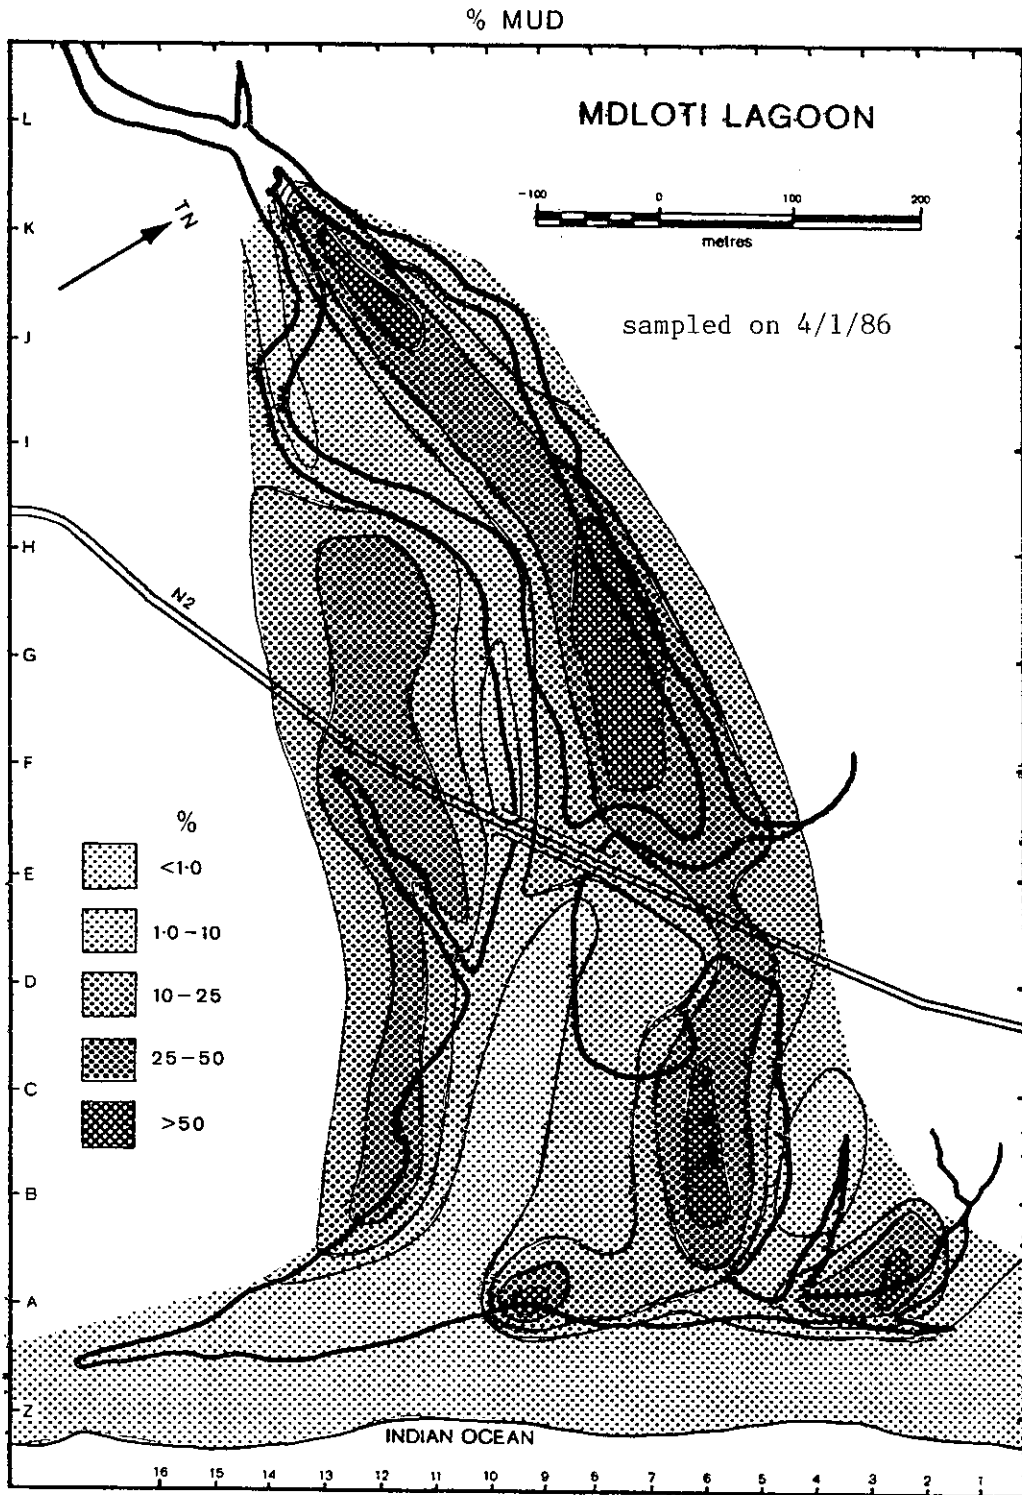 % MUD
MDLOTI LAGOON
-100 0 100 200
metres
TN
sampled on 4/1/86
L
K
J
I
H
G
F
E
D
C
B
A
Z
N2
%
<1·0
1·0-10
10-25
25-50
>50
INDIAN OCEAN
16 15 14 13 12 11 10 9 8 7 6 5 4 3 2 1